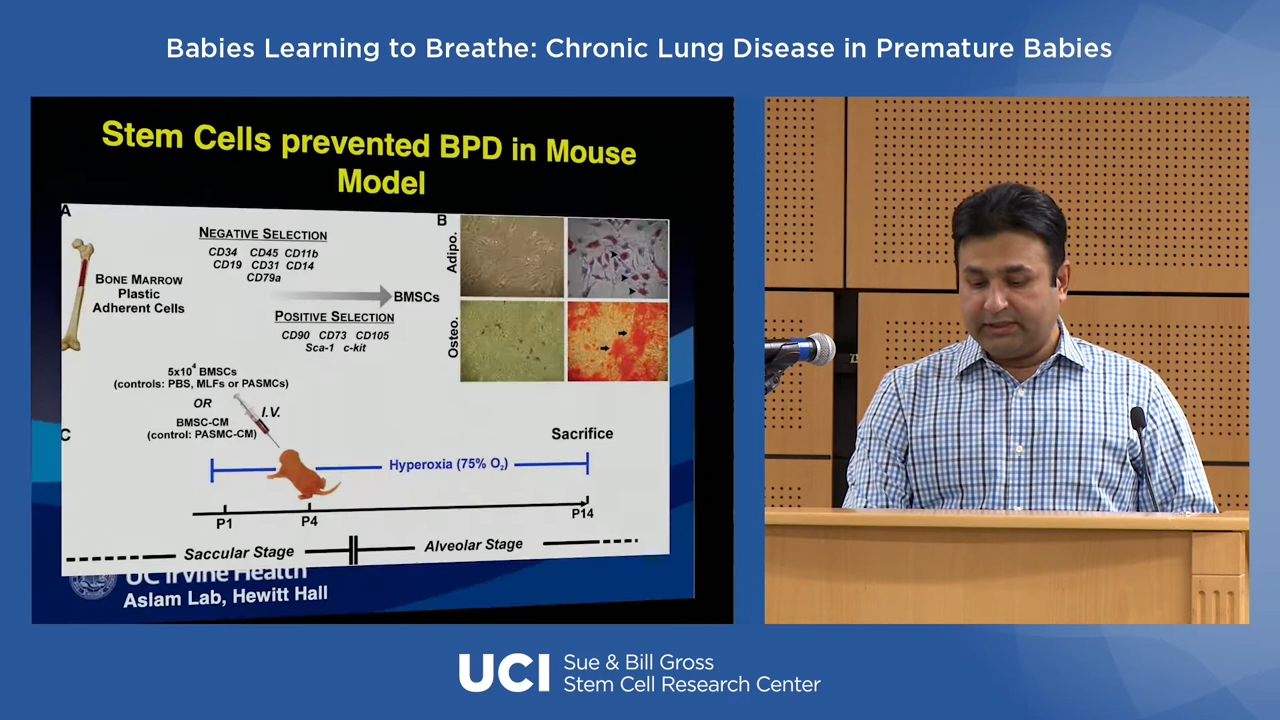 Babies Learning to Breathe: Chronic Lung Disease in Premature Babies
Stem Cells prevented BPD in Mouse
Model
A
NEGATIVE SELECTION
CD34 CD45 CD11b
CD19 CD31 CD14
CD79a
BONE MARROW
Plastic
Adherent Cells
BMSCs
POSITIVE SELECTION
CD90 CD73 CD105
Sca-1 c-kit
B
Adipo.
Osteo.
5x10⁴ BMSCs
(controls: PBS, MLFs or PASMCs)
OR
I.V.
BMSC-CM
(control: PASMC-CM)
C
Sacrifice
Hyperoxia (75% O₂)
P1
P4
P14
Saccular Stage
Alveolar Stage
UC Irvine Health
Aslam Lab, Hewitt Hall
UCI
Sue & Bill Gross
Stem Cell Research Center